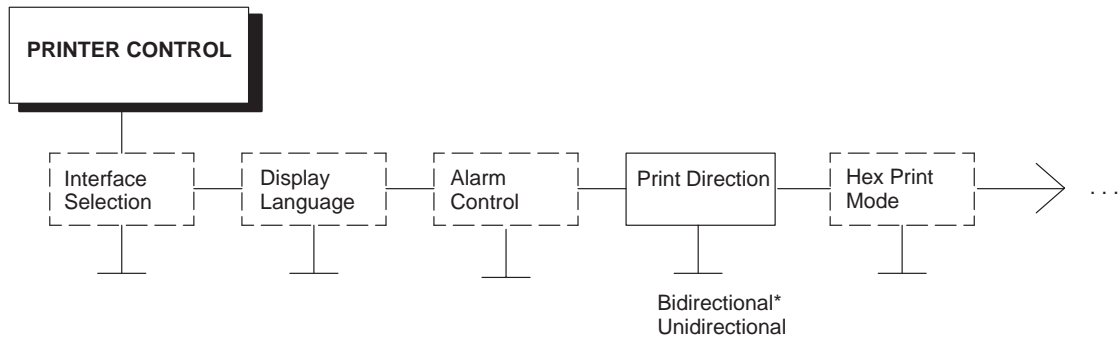 PRINTER CONTROL
Interface
Selection
Display
Language
Alarm
Control
Print Direction
Hex Print
Mode
. . .
Bidirectional*
Unidirectional